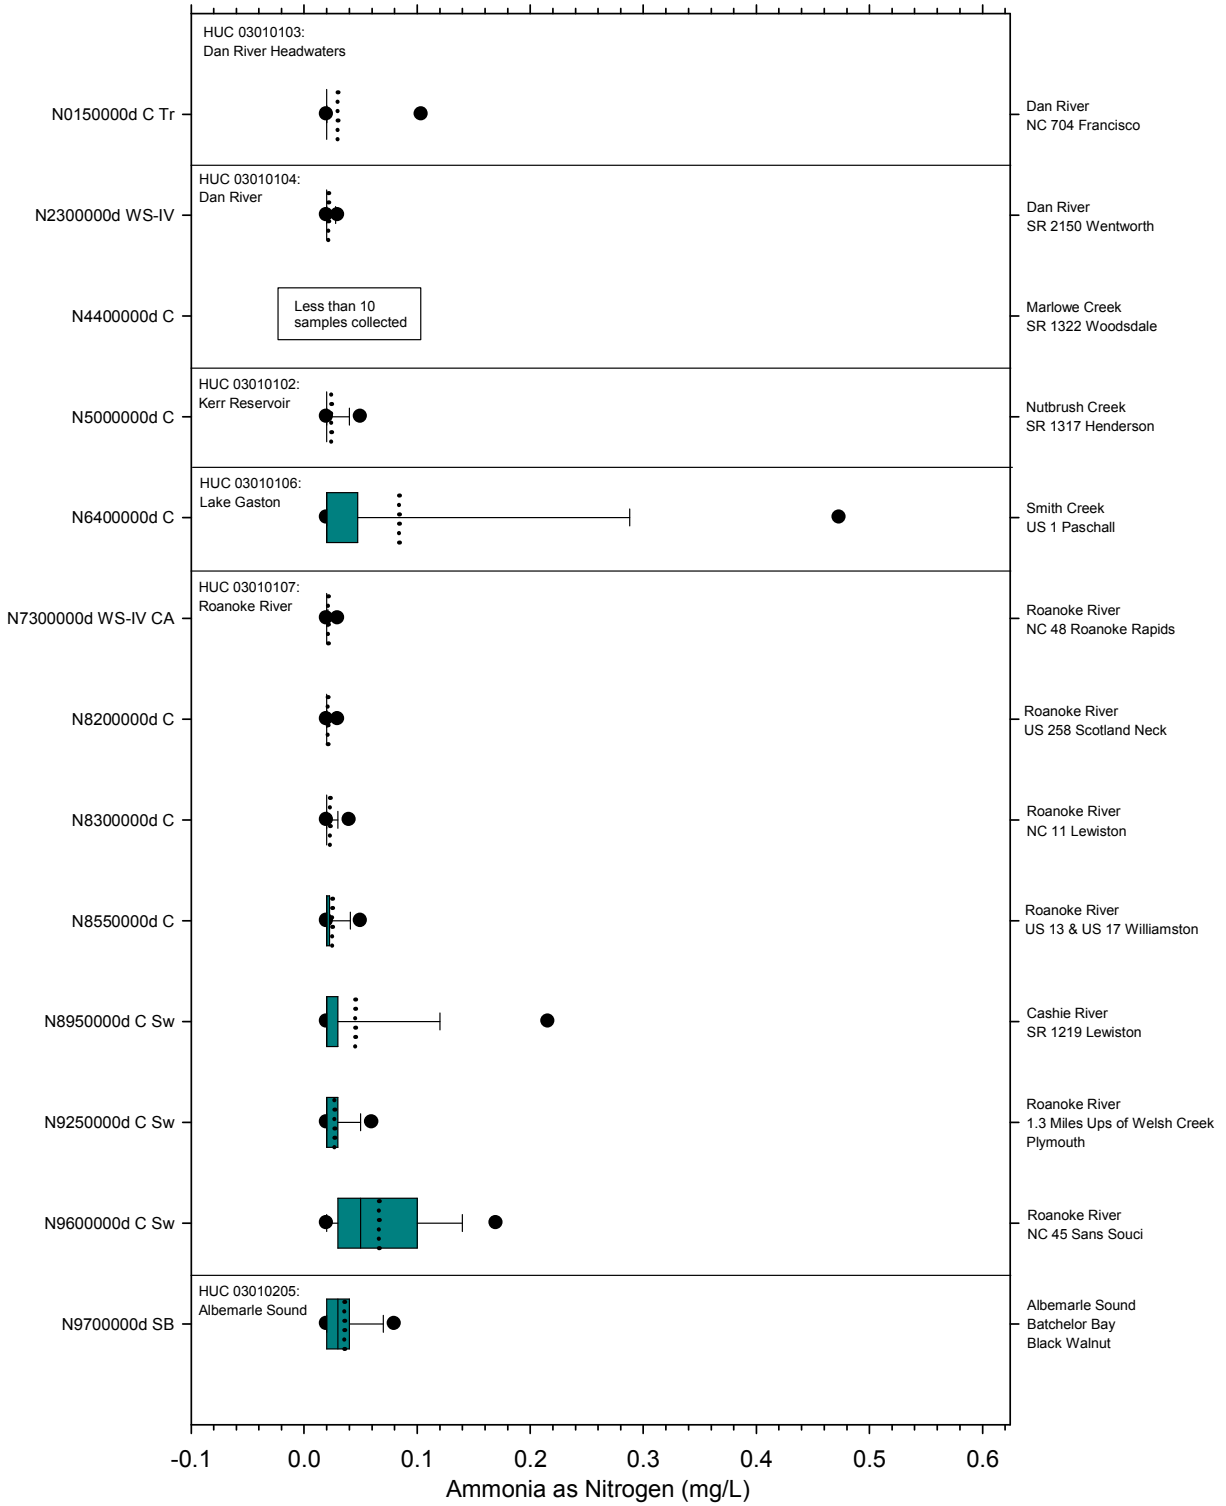 HUC 03010103:
Dan River Headwaters
N0150000d C Tr
Dan River
NC 704 Francisco
HUC 03010104:
Dan River
N2300000d WS-IV
Dan River
SR 2150 Wentworth
N4400000d C
Less than 10
samples collected
Marlowe Creek
SR 1322 Woodsdale
HUC 03010102:
Kerr Reservoir
N5000000d C
Nutbrush Creek
SR 1317 Henderson
HUC 03010106:
Lake Gaston
N6400000d C
Smith Creek
US 1 Paschall
HUC 03010107:
Roanoke River
N7300000d WS-IV CA
Roanoke River
NC 48 Roanoke Rapids
N8200000d C
Roanoke River
US 258 Scotland Neck
N8300000d C
Roanoke River
NC 11 Lewiston
N8550000d C
Roanoke River
US 13 & US 17 Williamston
N8950000d C Sw
Cashie River
SR 1219 Lewiston
N9250000d C Sw
Roanoke River
1.3 Miles Ups of Welsh Creek
Plymouth
N9600000d C Sw
Roanoke River
NC 45 Sans Souci
HUC 03010205:
Albemarle Sound
N9700000d SB
Albemarle Sound
Batchelor Bay
Black Walnut
-0.1 0.0 0.1 0.2 0.3 0.4 0.5 0.6
Ammonia as Nitrogen (mg/L)